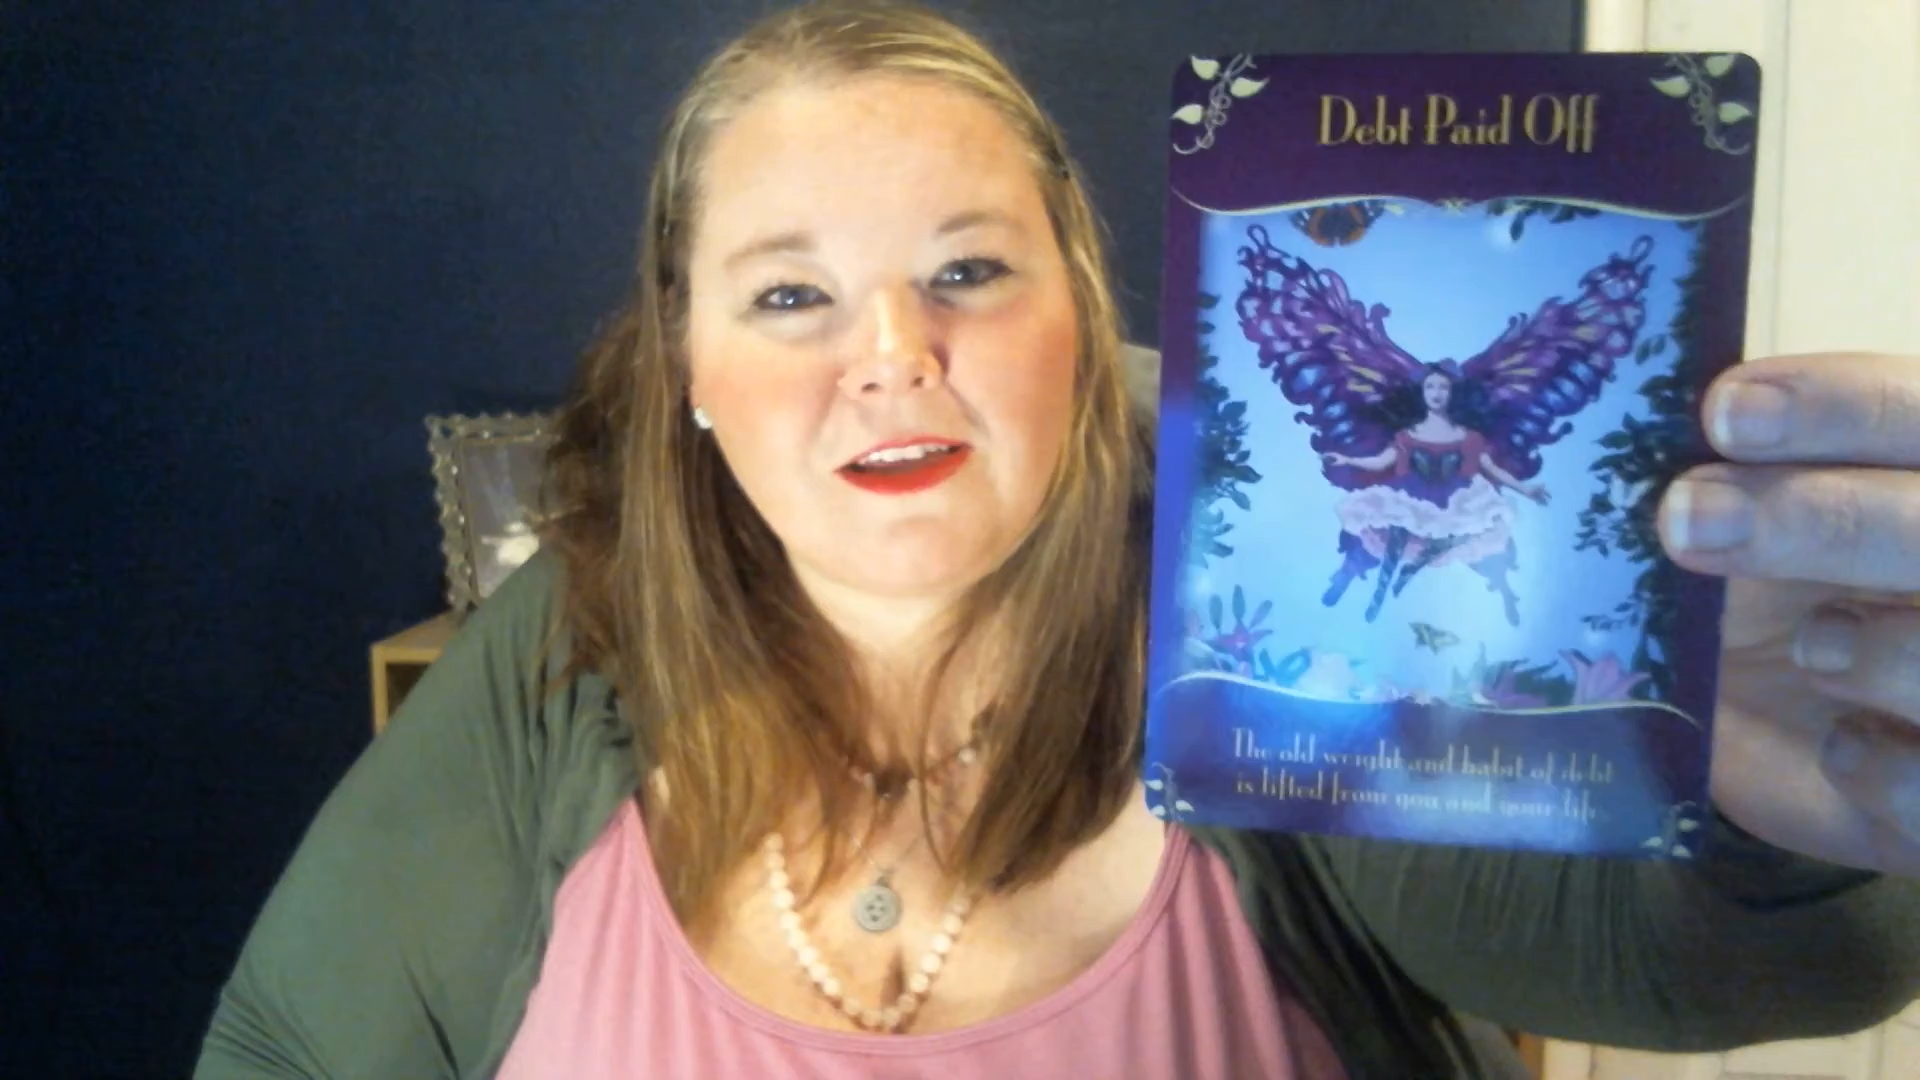 Debt Paid Off
The old weight and habit of debt
is lifted from you and your life